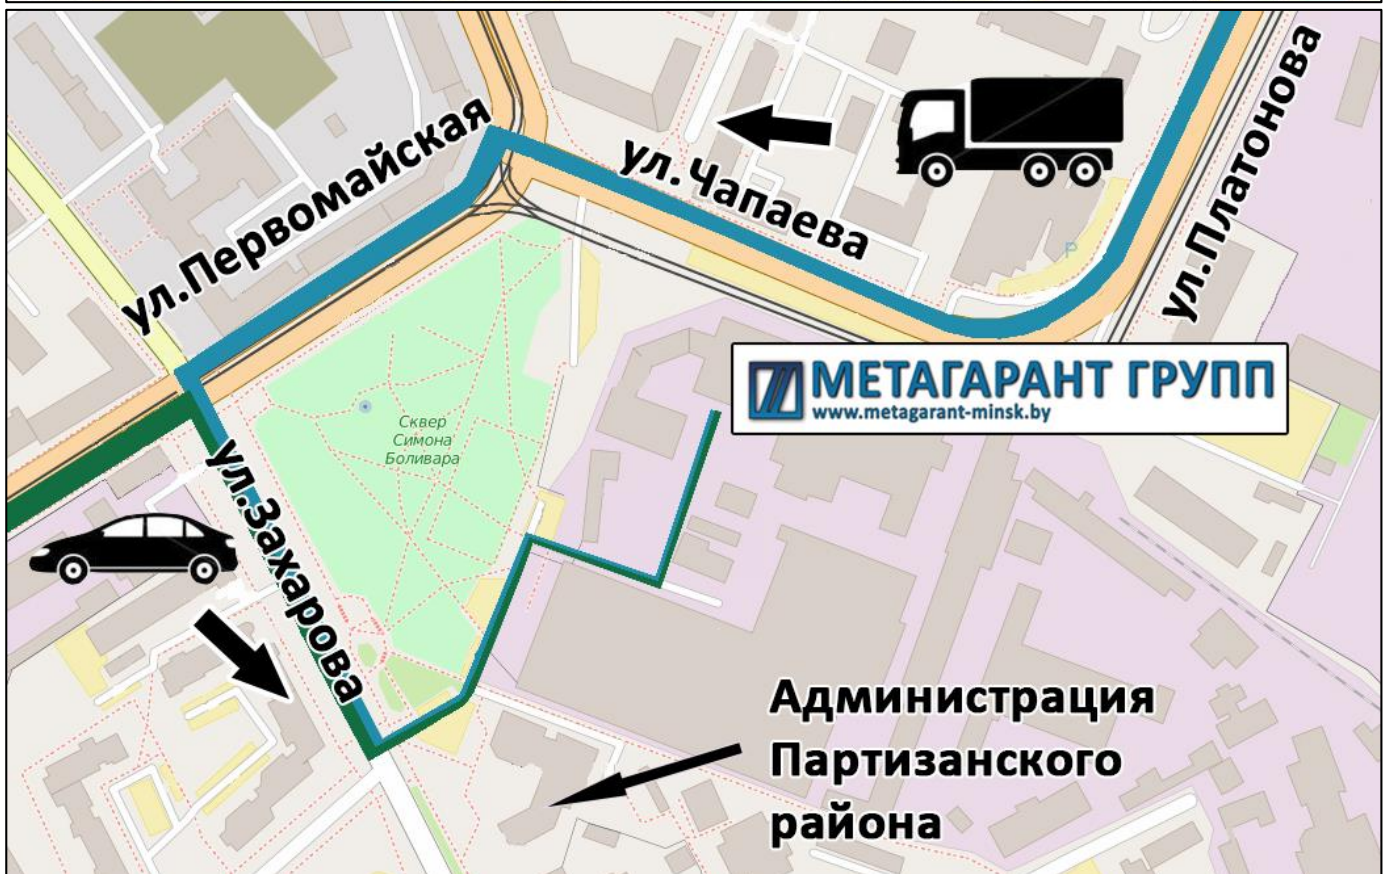 ул.Первомайская
ул.Чапаева
ул.Платонова
P
МЕТАГАРАНТ ГРУПП
www.metagarant-minsk.by
Сквер
Симона
Боливара
ул.Захарова
Администрация
Партизанского
района